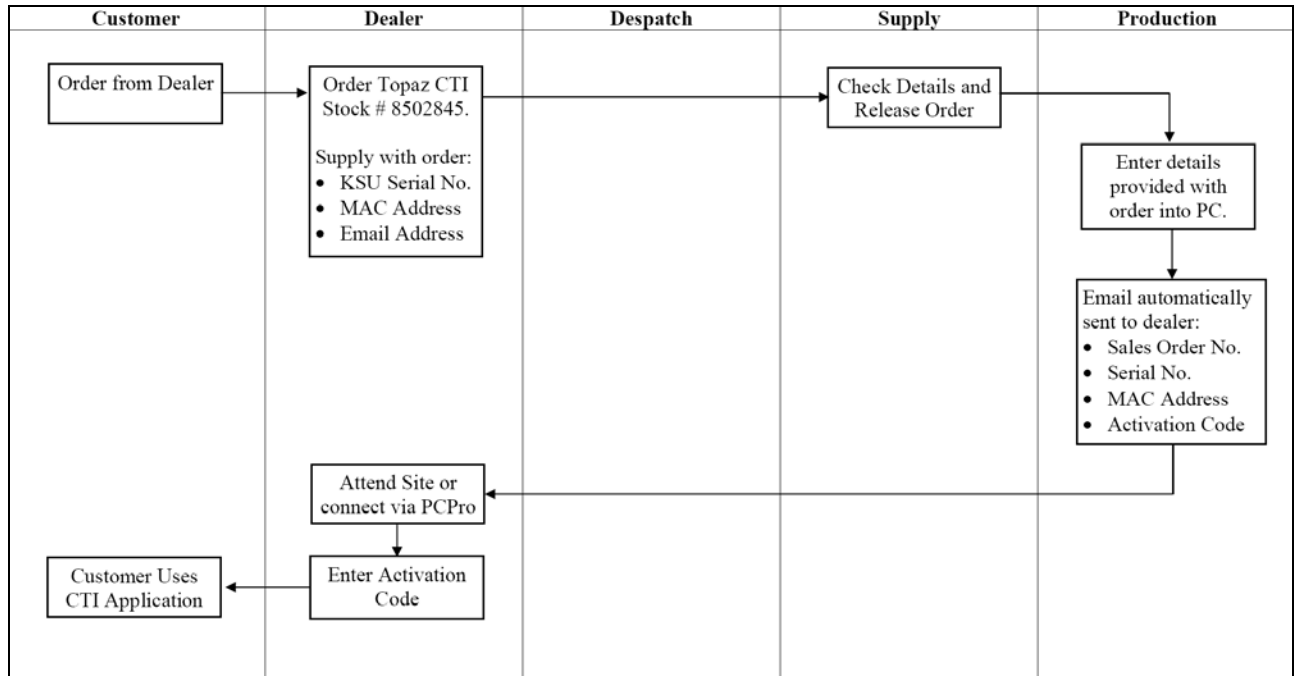 Customer
Dealer
Despatch
Supply
Production
Order from Dealer
Order Topaz CTI
Stock # 8502845.
Supply with order:
• KSU Serial No.
• MAC Address
• Email Address
Check Details and
Release Order
Enter details
provided with
order into PC.
Email automatically
sent to dealer:
• Sales Order No.
• Serial No.
• MAC Address
• Activation Code
Attend Site or
connect via PCPro
Enter Activation
Code
Customer Uses
CTI Application